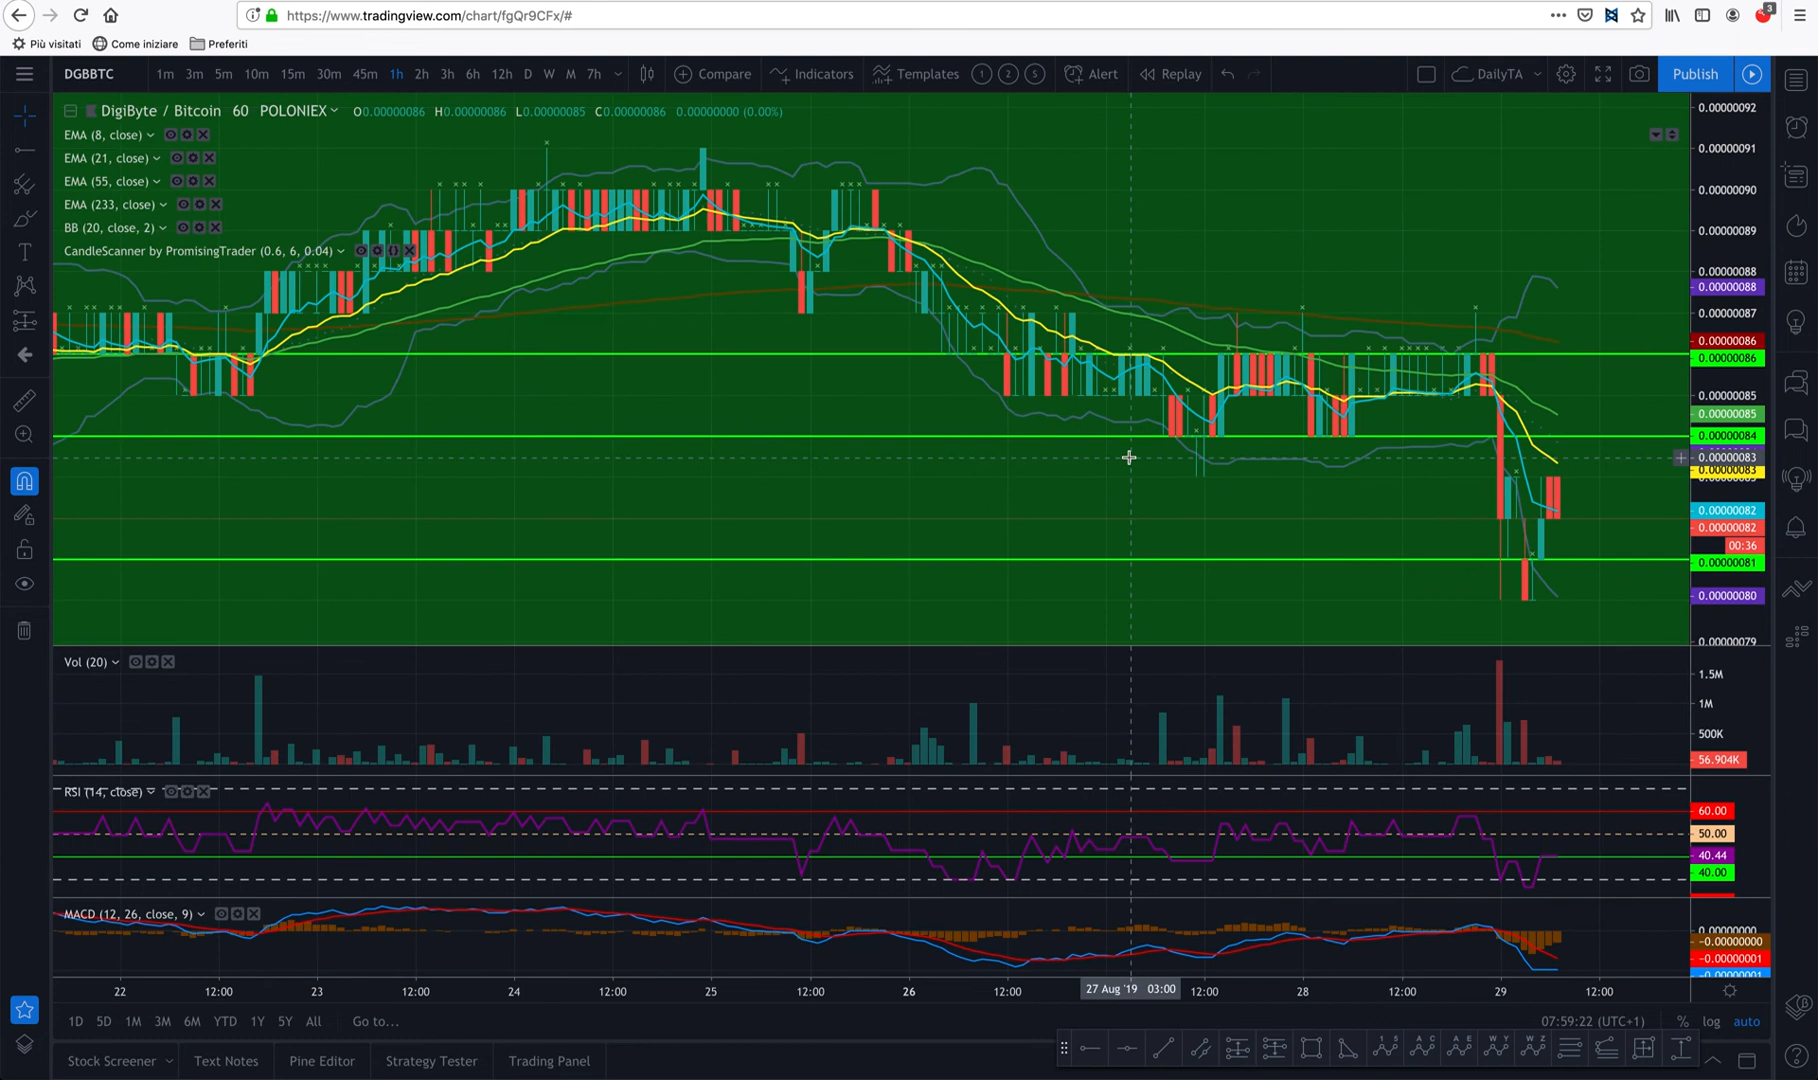 https://www.tradingview.com/chart/fgQr9CFx/#
3
Più visitati Come iniziare Preferiti
DGBBTC 1m 3m 5m 10m 15m 30m 45m 1h 2h 3h 6h 12h D W M 7h Compare Indicators Templates 1 2 5 Alert Replay DailyTA Publish
DigiByte / Bitcoin 60 POLONIEX O0.00000086 H0.00000086 L0.00000085 C0.00000086 0.00000000 (0.00%)
EMA (8, close)
EMA (21, close)
EMA (55, close)
EMA (233, close)
BB (20, close, 2)
CandleScanner by PromisingTrader (0.6, 6, 0.04)
0.00000092
0.00000091
0.00000090
0.00000089
0.00000088
0.00000088
0.00000087
0.00000086
0.00000086
0.00000085
0.00000085
0.00000084
0.00000083
0.00000083
0.00000082
0.00000082
00:36
0.00000081
0.00000080
0.00000079
Vol (20)
1.5M
1M
500K
56.904K
RSI (14, close)
60.00
50.00
40.44
40.00
MACD (12, 26, close, 9)
0.00000000
-0.00000000
-0.00000001
-0.00000001
22 12:00 23 12:00 24 12:00 25 12:00 26 12:00 27 Aug '19 03:00 12:00 28 12:00 29 12:00
1D 5D 1M 3M 6M YTD 1Y 5Y All Go to... 07:59:22 (UTC+1) % log auto
Stock Screener Text Notes Pine Editor Strategy Tester Trading Panel